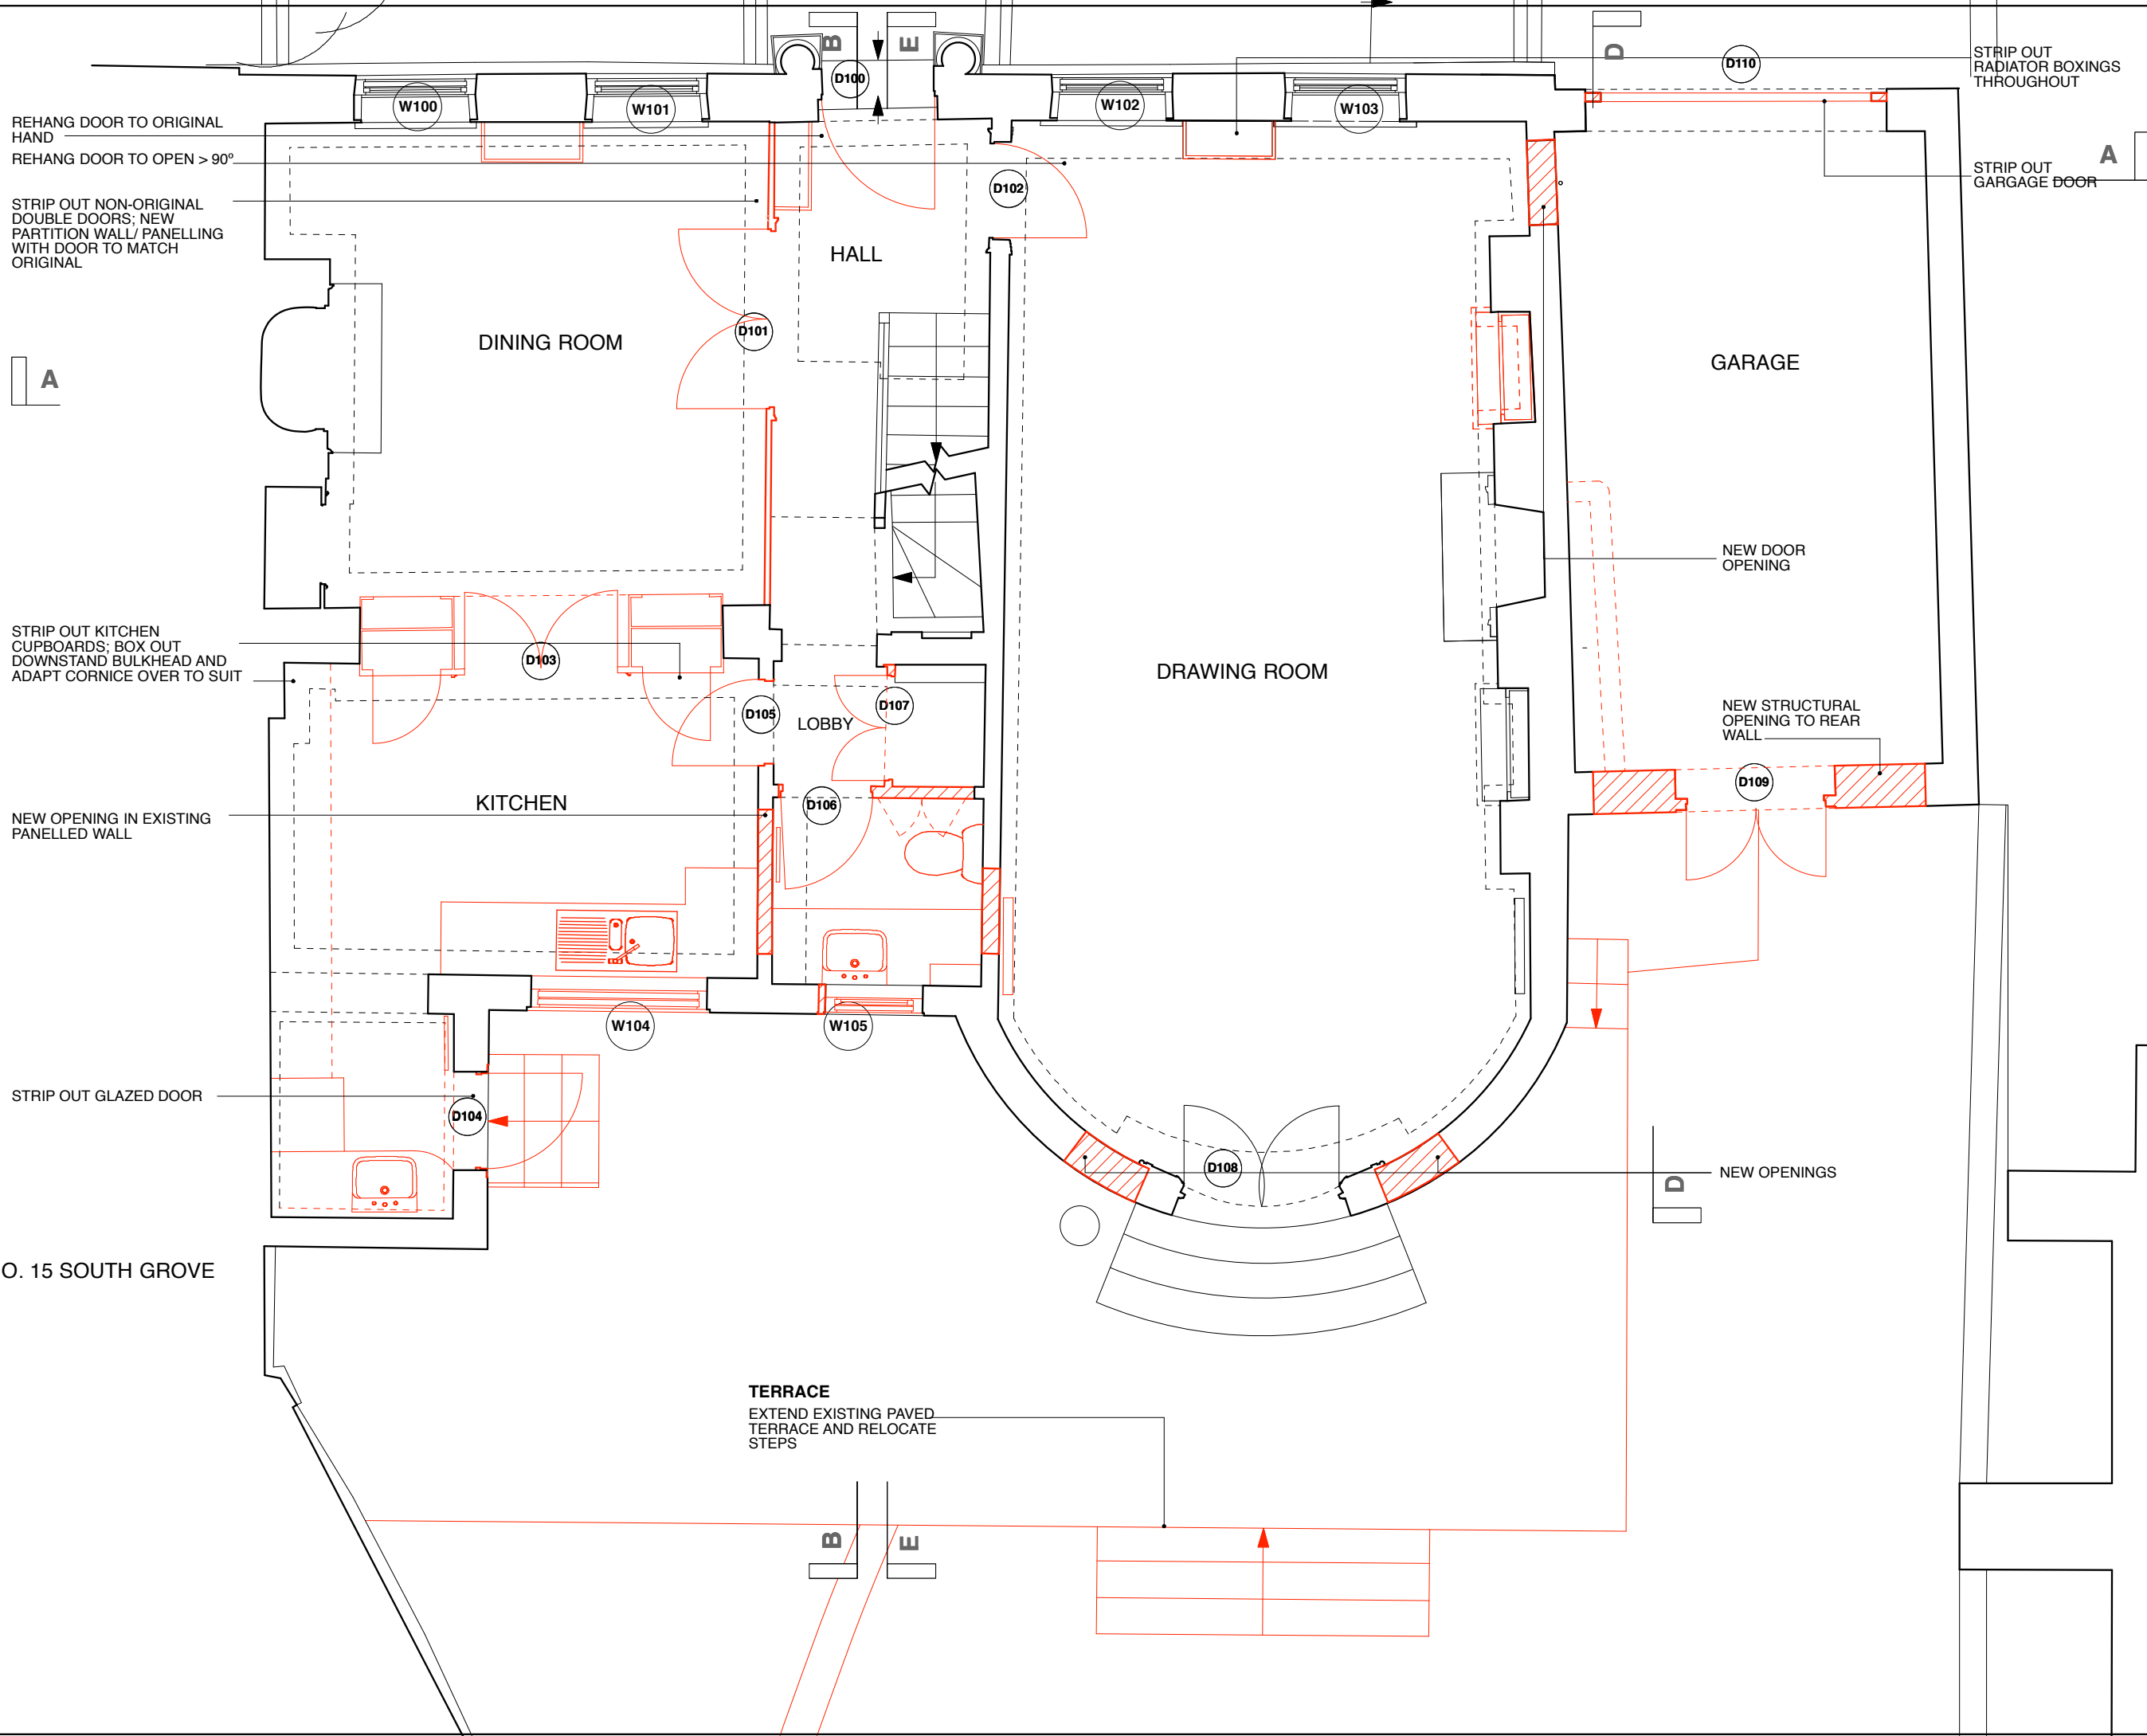 B
E
D
D100
D110
STRIP OUT
RADIATOR BOXINGS
THROUGHOUT
W100
W101
W102
W103
REHANG DOOR TO ORIGINAL
HAND
REHANG DOOR TO OPEN > 90º
A
STRIP OUT
GARGAGE DOOR
D102
STRIP OUT NON-ORIGINAL
DOUBLE DOORS; NEW
PARTITION WALL/ PANELLING
WITH DOOR TO MATCH
ORIGINAL
HALL
DINING ROOM
D101
GARAGE
A
NEW DOOR
OPENING
STRIP OUT KITCHEN
CUPBOARDS; BOX OUT
DOWNSTAND BULKHEAD AND
ADAPT CORNICE OVER TO SUIT
D103
DRAWING ROOM
D105
D107
LOBBY
NEW STRUCTURAL
OPENING TO REAR
WALL
D109
KITCHEN
D106
NEW OPENING IN EXISTING
PANELLED WALL
W104
W105
STRIP OUT GLAZED DOOR
D104
D108
NEW OPENINGS
D
O. 15 SOUTH GROVE
TERRACE
EXTEND EXISTING PAVED
TERRACE AND RELOCATE
STEPS
B
E